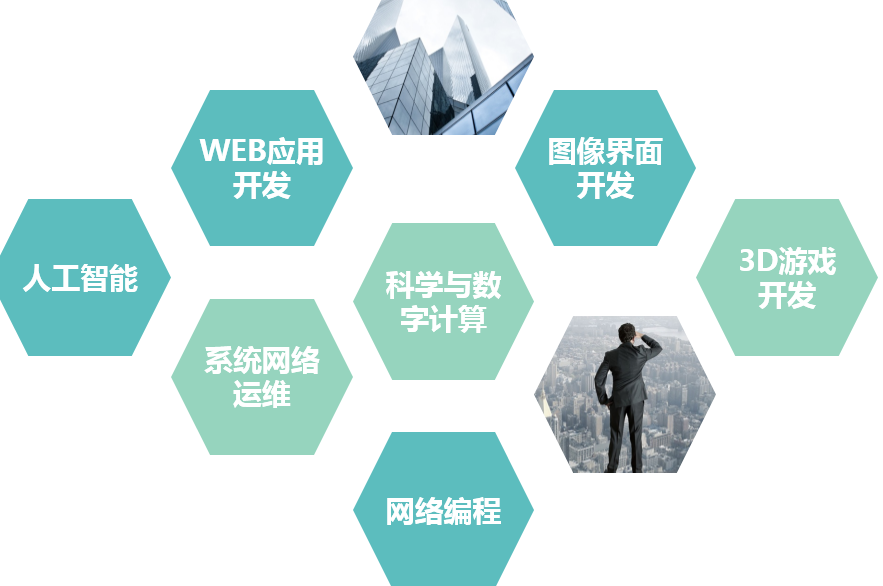 WEB应用
开发
图像界面
开发
人工智能
科学与数
字计算
3D游戏
开发
系统网络
运维
网络编程